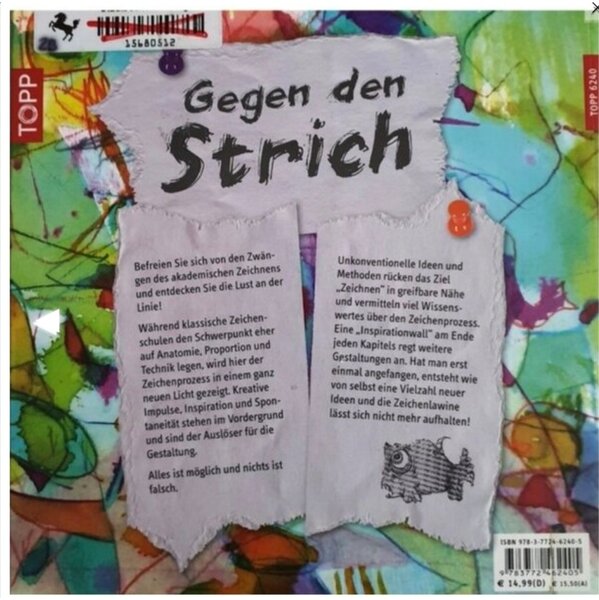 28
15680512
TOPP
TOPP 6240
Gegen den
Strich
Befreien Sie sich von den Zwän-
gen des akademischen Zeichnens
und entdecken Sie die Lust an der
Linie!
Während klassische Zeichen-
schulen den Schwerpunkt eher
auf Anatomie, Proportion und
Technik legen, wird hier der
Zeichenprozess in einem ganz
neuen Licht gezeigt. Kreative
Impulse, Inspiration und Spon-
taneität stehen im Vordergrund
und sind der Auslöser für die
Gestaltung.
Alles ist möglich und nichts ist
falsch.
Unkonventionelle Ideen und
Methoden rücken das Ziel
„Zeichnen" in greifbare Nähe
und vermitteln viel Wissens-
wertes über den Zeichenprozess.
Eine „Inspirationwall" am Ende
jeden Kapitels regt weitere
Gestaltungen an. Hat man erst
einmal angefangen, entsteht wie
von selbst eine Vielzahl neuer
Ideen und die Zeichenlawine
lässt sich nicht mehr aufhalten!
ISBN 978-3-7724-6240-5
9 783772 462405
€ 14,99(D) € 15,50(A)